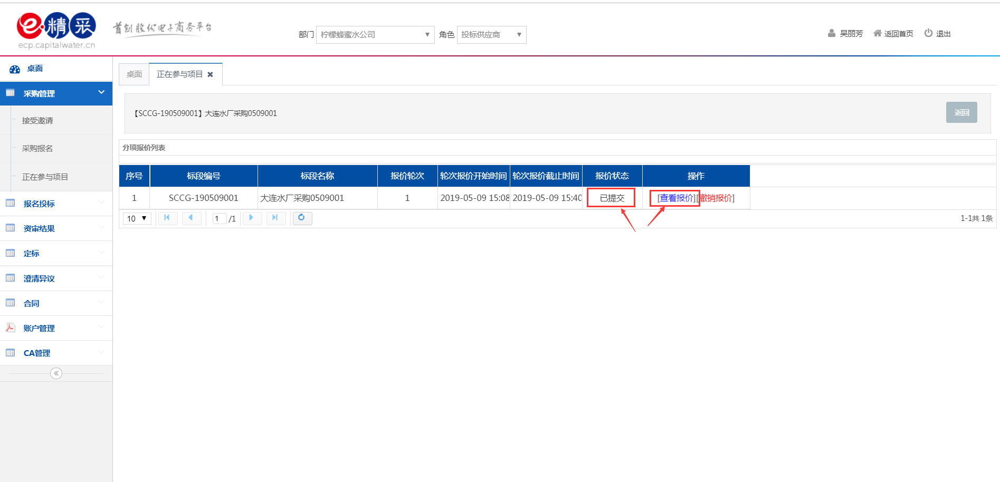 e精采
首创股份电子商务平台
ecp.capitalwater.cn
部门 柠檬蜂蜜水公司 ▼ 角色 投标供应商 ▼
吴丽芳 返回首页 退出
桌面
采购管理
接受邀请
采购报名
正在参与项目
报名投标
资审结果
定标
澄清异议
合同
账户管理
CA管理
桌面 正在参与项目
【SCCG-190509001】大连水厂采购0509001
返回
分项报价列表
序号 标段编号 标段名称 报价轮次 轮次报价开始时间 轮次报价截止时间 报价状态 操作
1 SCCG-190509001 大连水厂采购0509001 1 2019-05-09 15:08 2019-05-09 15:40 已提交 [查看报价][撤销报价]
10 ▼ 1 /1
1-1共 1条